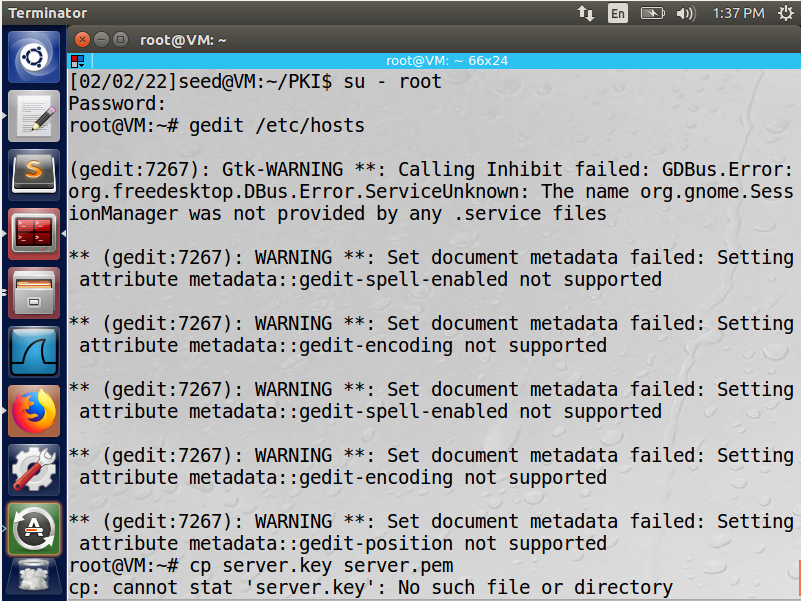 Terminator
En
1:37 PM
root@VM: ~
root@VM: ~ 66x24
[02/02/22]seed@VM:~/PKI$ su - root
Password:
root@VM:~# gedit /etc/hosts
(gedit:7267): Gtk-WARNING **: Calling Inhibit failed: GDBus.Error:
org.freedesktop.DBus.Error.ServiceUnknown: The name org.gnome.Sess
ionManager was not provided by any .service files
** (gedit:7267): WARNING **: Set document metadata failed: Setting
attribute metadata::gedit-spell-enabled not supported
** (gedit:7267): WARNING **: Set document metadata failed: Setting
attribute metadata::gedit-encoding not supported
** (gedit:7267): WARNING **: Set document metadata failed: Setting
attribute metadata::gedit-spell-enabled not supported
** (gedit:7267): WARNING **: Set document metadata failed: Setting
attribute metadata::gedit-encoding not supported
** (gedit:7267): WARNING **: Set document metadata failed: Setting
attribute metadata::gedit-position not supported
root@VM:~# cp server.key server.pem
cp: cannot stat 'server.key': No such file or directory